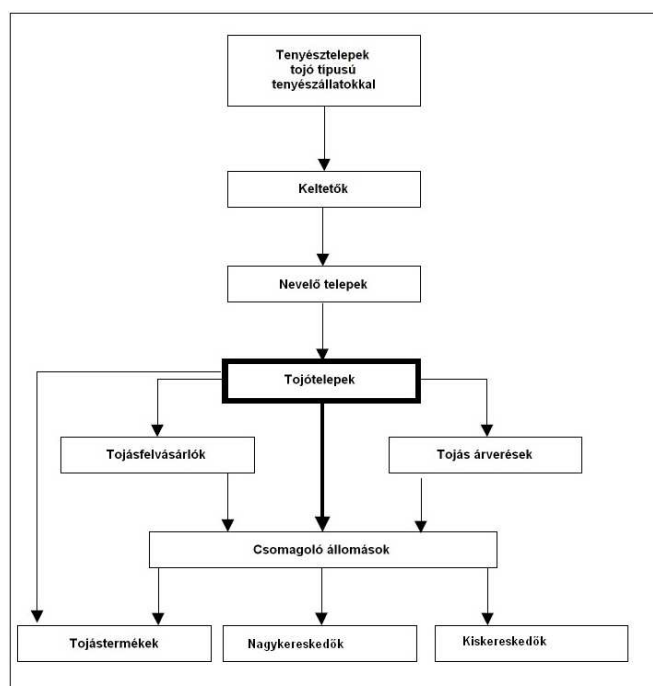 Tenyésztelepek
tojó típusú
tenyészállatokkal
Keltetők
Nevelő telepek
Tojótelepek
Tojásfelvásárlók
Tojás árverések
Csomagoló állomások
Tojástermékek
Nagykereskedők
Kiskereskedők